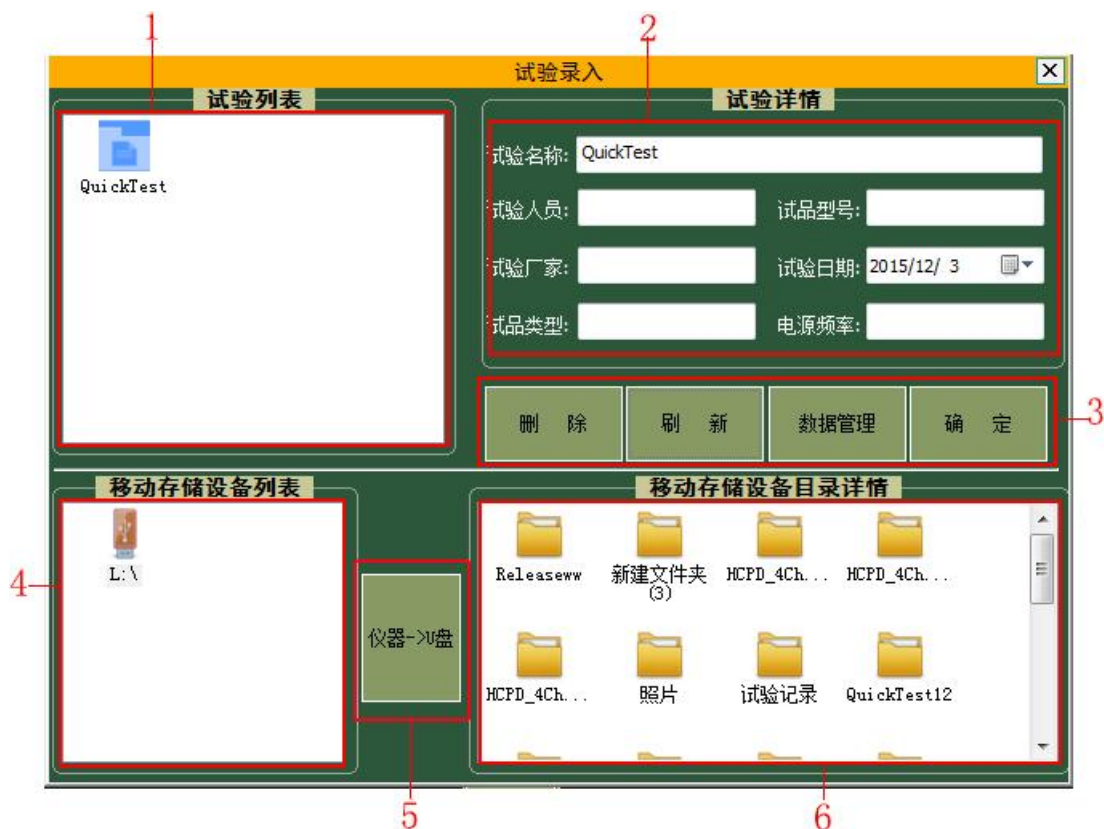 1
2
试验录入
试验列表
试验详情
QuickTest
试验名称: QuickTest
试验人员:
试品型号:
试验厂家:
试验日期: 2015/12/ 3
试品类型:
电源频率:
删 除
刷 新
数据管理
确 定
3
移动存储设备列表
移动存储设备目录详情
L:\
4
仪器->U盘
Releaseww
新建文件夹
(3)
HCPD_4Ch...
HCPD_4Ch...
HCPD_4Ch...
照片
试验记录
QuickTest12
5
6